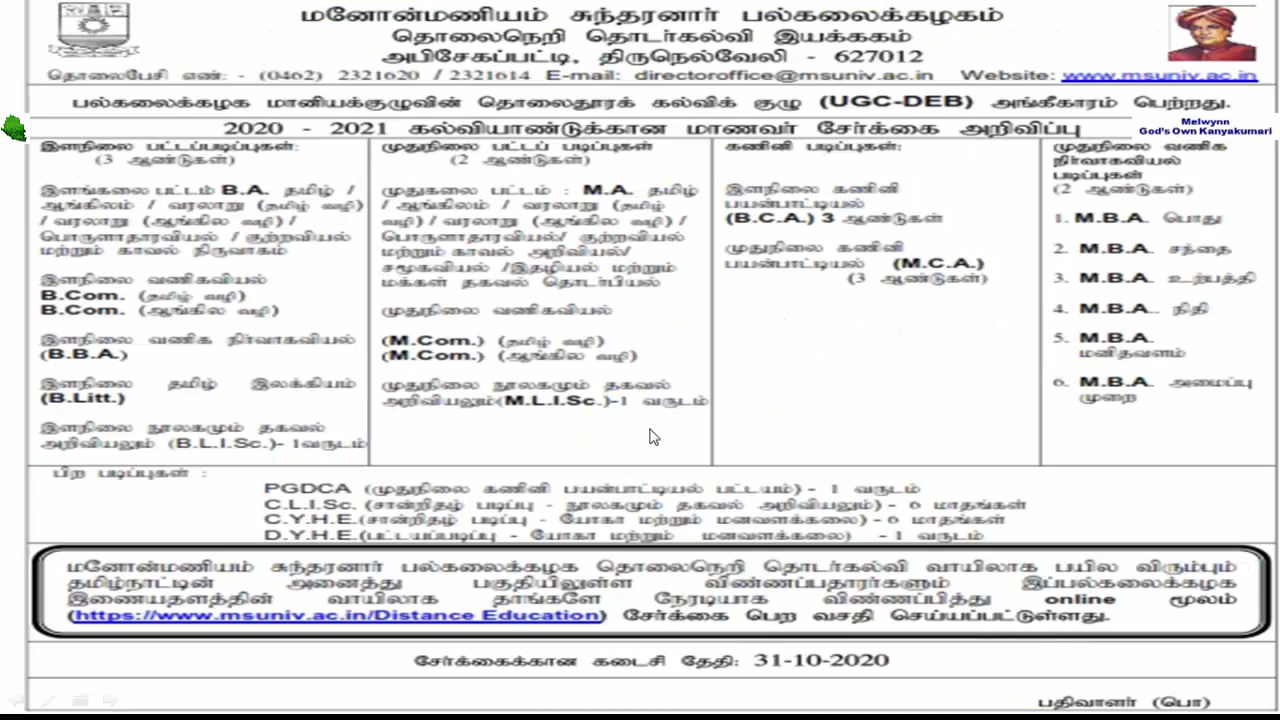 மனோன்மணியம் சுந்தரனார் பல்கலைக்கழகம்
தொலைநெறி தொடர்கல்வி இயக்ககம்
அபிசேகப்பட்டி, திருநெல்வேலி - 627012
தொலைபேசி எண்: - (0462) 2321620 / 2321614 E-mail: directoroffice@msuniv.ac.in Website: www.msuniv.ac.in
பல்கலைக்கழக மானியக்குழுவின் தொலைதூரக் கல்விக் குழு (UGC-DEB) அங்கீகாரம் பெற்றது.
2020 - 2021 கல்வியாண்டுக்கான மாணவர் சேர்க்கை அறிவிப்பு
Melwynn
God's Own Kanyakumari
இளநிலை பட்டப்படிப்புகள்:
(3 ஆண்டுகள்)
இளங்கலை பட்டம் B.A. தமிழ் /
ஆங்கிலம் / வரலாறு (தமிழ் வழி)
/ வரலாறு (ஆங்கில வழி) /
பொருளாதாரவியல் / குற்றவியல்
மற்றும் காவல் நிருவாகம்
இளநிலை வணிகவியல்
B.Com. (தமிழ் வழி)
B.Com. (ஆங்கில வழி)
இளநிலை வணிக நிர்வாகவியல்
(B.B.A.)
இளநிலை தமிழ் இலக்கியம்
(B.Litt.)
இளநிலை நூலகமும் தகவல்
அறிவியலும் (B.L.I.Sc.)- 1வருடம்
முதுநிலை பட்டப் படிப்புகள்
(2 ஆண்டுகள்)
முதுகலை பட்டம் : M.A. தமிழ்
/ ஆங்கிலம் / வரலாறு (தமிழ்
வழி) / வரலாறு (ஆங்கில வழி) /
பொருளாதாரவியல்/ குற்றவியல்
மற்றும் காவல் அறிவியல்/
சமூகவியல் /இதழியல் மற்றும்
மக்கள் தகவல் தொடர்பியல்
முதுநிலை வணிகவியல்
(M.Com.) (தமிழ் வழி)
(M.Com.) (ஆங்கில வழி)
முதுநிலை நூலகமும் தகவல்
அறிவியலும்(M.L.I.Sc.)-1 வருடம்
கணினி படிப்புகள்:
இளநிலை கணினி
பயன்பாட்டியல்
(B.C.A.) 3 ஆண்டுகள்
முதுநிலை கணினி
பயன்பாட்டியல் (M.C.A.)
(3 ஆண்டுகள்)
முதுநிலை வணிக
நிர்வாகவியல்
படிப்புகள்
(2 ஆண்டுகள்)
1. M.B.A. பொது
2. M.B.A. சந்தை
3. M.B.A. உற்பத்தி
4. M.B.A.. நிதி
5. M.B.A.
மனிதவளம்
6. M.B.A. அமைப்பு
முறை
பிற படிப்புகள் :
PGDCA (முதுநிலை கணினி பயன்பாட்டியல் பட்டயம்) - 1 வருடம்
C.L.I.Sc. (சான்றிதழ் படிப்பு - நூலகமும் தகவல் அறிவியலும்) - 6 மாதங்கள்
C.Y.H.E.(சான்றிதழ் படிப்பு - யோகா மற்றும் மனவளக்கலை) - 6 மாதங்கள்
D.Y.H.E.(பட்டயப்படிப்பு - யோகா மற்றும் மனவளக்கலை) - 1 வருடம்
மனோன்மணியம் சுந்தரனார் பல்கலைக்கழக தொலைநெறி தொடர்கல்வி வாயிலாக பயில விரும்பும்
தமிழ்நாட்டின் அனைத்து பகுதியிலுள்ள விண்ணப்பதாரர்களும் இப்பல்கலைக்கழக
இணையதளத்தின் வாயிலாக தாங்களே நேரடியாக விண்ணப்பித்து online மூலம்
(https://www.msuniv.ac.in/Distance Education) சேர்க்கை பெற வசதி செய்யப்பட்டுள்ளது.
சேர்க்கைக்கான கடைசி தேதி: 31-10-2020
பதிவாளர் (பொ)